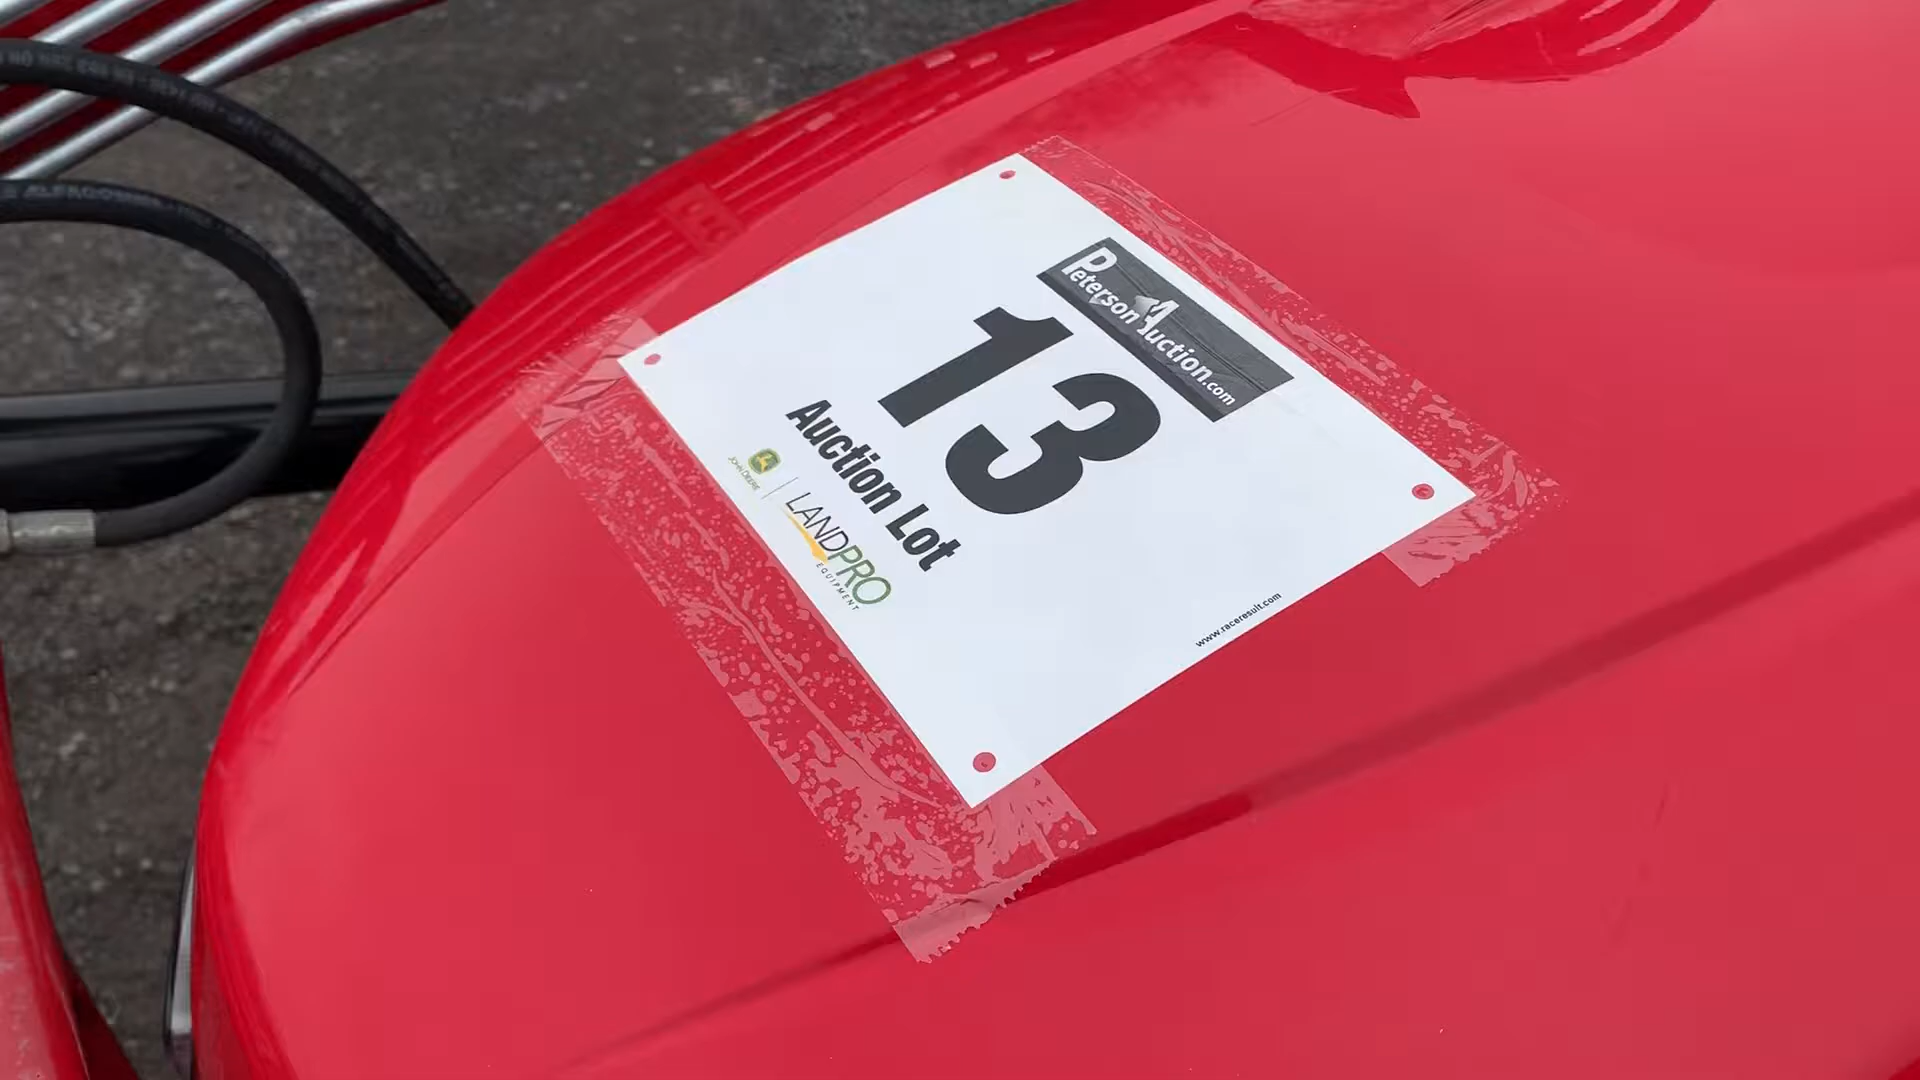 PetersonAuction.com
13
Auction Lot
JOHN DEERE
LANDPRO
EQUIPMENT
www.raceresult.com